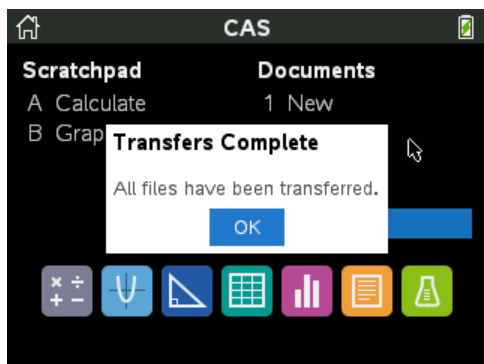 CAS
Scratchpad
Documents
A Calculate
1 New
B Grap
Transfers Complete
All files have been transferred.
OK